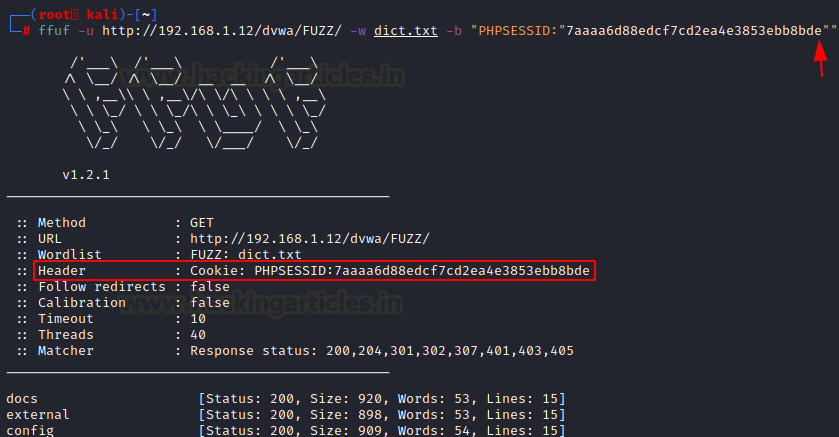 ┌──(root💀 kali)-[~]
└─# ffuf -u http://192.168.1.12/dvwa/FUZZ/ -w dict.txt -b "PHPSESSID:"7aaaa6d88edcf7cd2ea4e3853ebb8bde""
www.hackingarticles.in
v1.2.1
:: Method : GET
:: URL : http://192.168.1.12/dvwa/FUZZ/
:: Wordlist : FUZZ: dict.txt
:: Header : Cookie: PHPSESSID:7aaaa6d88edcf7cd2ea4e3853ebb8bde
:: Follow redirects : false
:: Calibration : false
www.hackingarticles.in
:: Timeout : 10
:: Threads : 40
:: Matcher : Response status: 200,204,301,302,307,401,403,405
docs [Status: 200, Size: 920, Words: 53, Lines: 15]
external [Status: 200, Size: 898, Words: 53, Lines: 15]
config [Status: 200, Size: 909, Words: 54, Lines: 15]